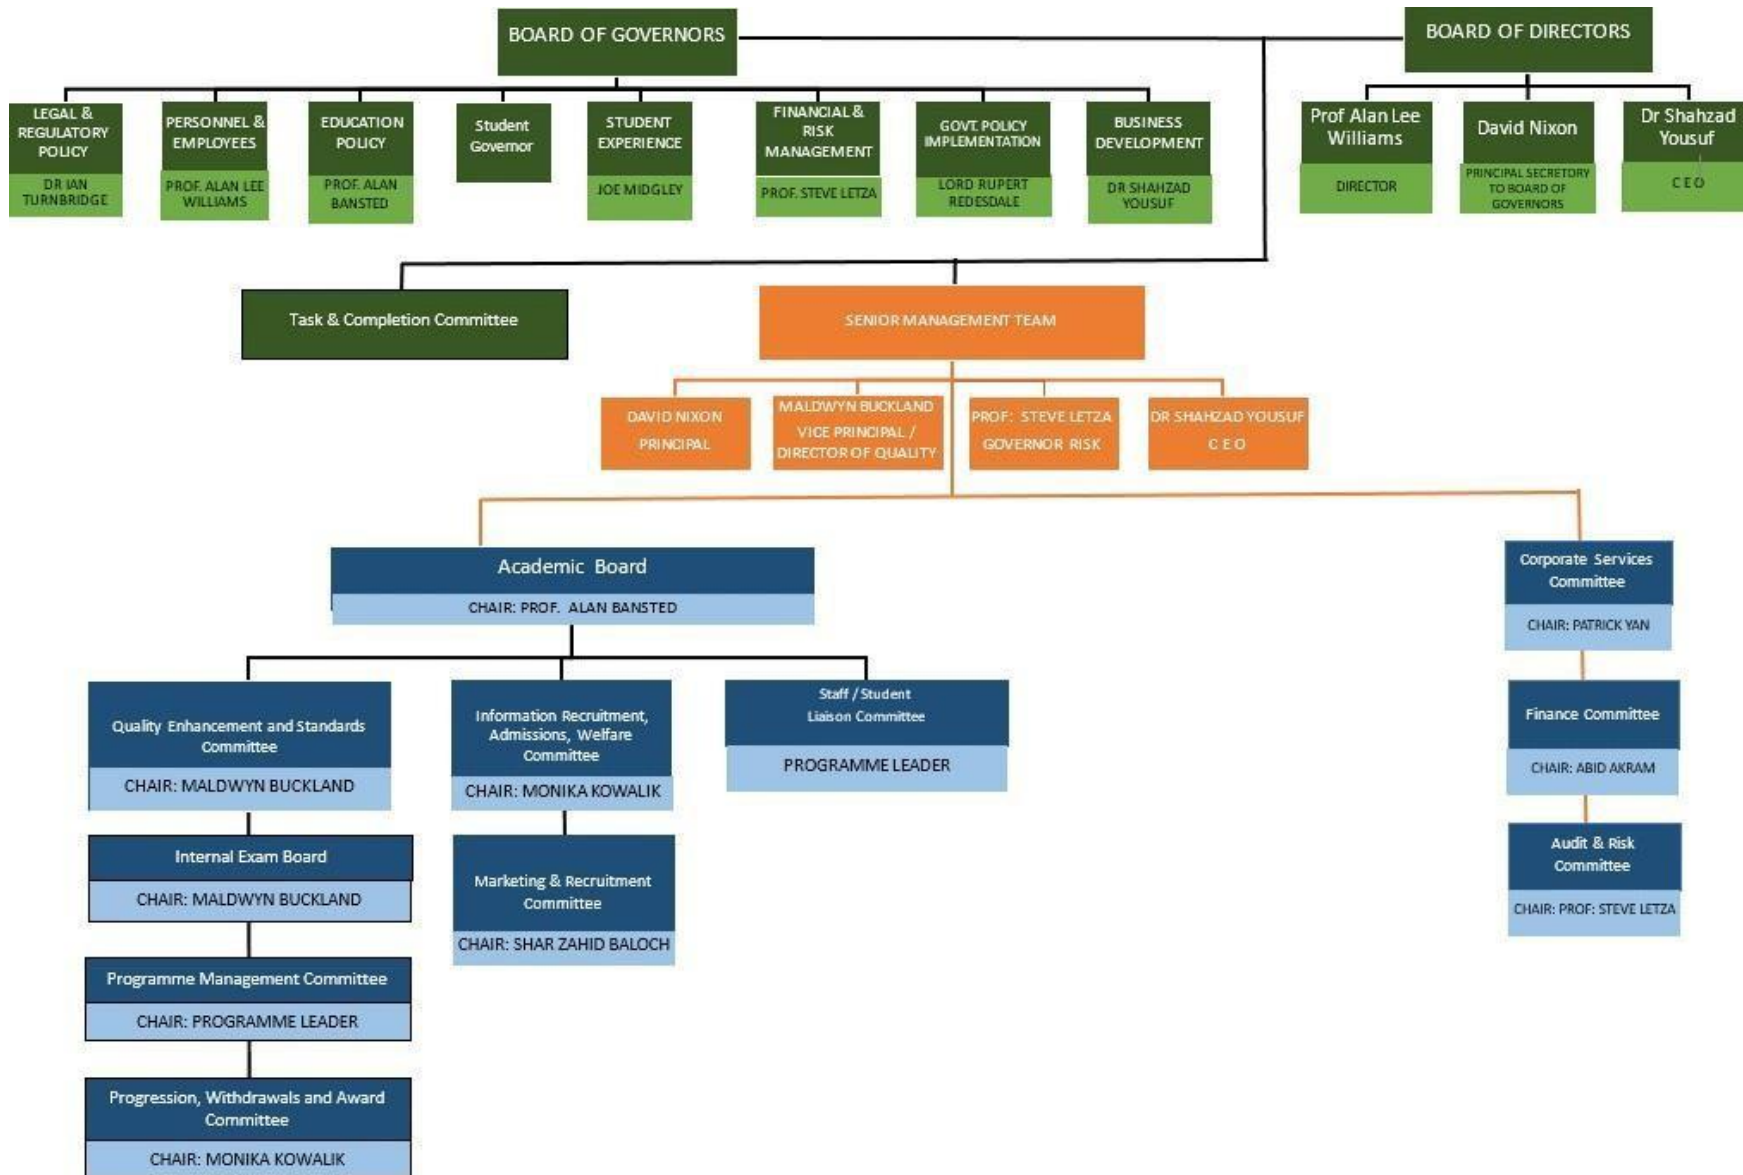 BOARD OF GOVERNORS
BOARD OF DIRECTORS
LEGAL &
REGULATORY
POLICY
DR IAN
TURNBRIDGE
PERSONNEL &
EMPLOYEES
PROF. ALAN LEE
WILLIAMS
EDUCATION
POLICY
PROF. ALAN
BANSTED
Student
Governor
STUDENT
EXPERIENCE
JOE MIDGLEY
FINANCIAL &
RISK
MANAGEMENT
PROF. STEVE LETZA
GOVT. POLICY
IMPLEMENTATION
LORD RUPERT
REDESDALE
BUSINESS
DEVELOPMENT
DR SHAHZAD
YOUSUF
Prof Alan Lee
Williams
DIRECTOR
David Nixon
PRINCIPAL SECRETORY
TO BOARD OF
GOVERNORS
Dr Shahzad
Yousuf
C E O
Task & Completion Committee
SENIOR MANAGEMENT TEAM
DAVID NIXON
PRINCIPAL
MALDWYN BUCKLAND
VICE PRINCIPAL /
DIRECTOR OF QUALITY
PROF: STEVE LETZA
GOVERNOR RISK
DR SHAHZAD YOUSUF
C E O
Academic Board
CHAIR: PROF. ALAN BANSTED
Corporate Services
Committee
CHAIR: PATRICK YAN
Quality Enhancement and Standards
Committee
CHAIR: MALDWYN BUCKLAND
Information Recruitment,
Admissions, Welfare
Committee
CHAIR: MONIKA KOWALIK
Staff / Student
Liaison Committee
PROGRAMME LEADER
Finance Committee
CHAIR: ABID AKRAM
Internal Exam Board
CHAIR: MALDWYN BUCKLAND
Marketing & Recruitment
Committee
CHAIR: SHAR ZAHID BALOCH
Audit & Risk
Committee
CHAIR: PROF: STEVE LETZA
Programme Management Committee
CHAIR: PROGRAMME LEADER
Progression, Withdrawals and Award
Committee
CHAIR: MONIKA KOWALIK